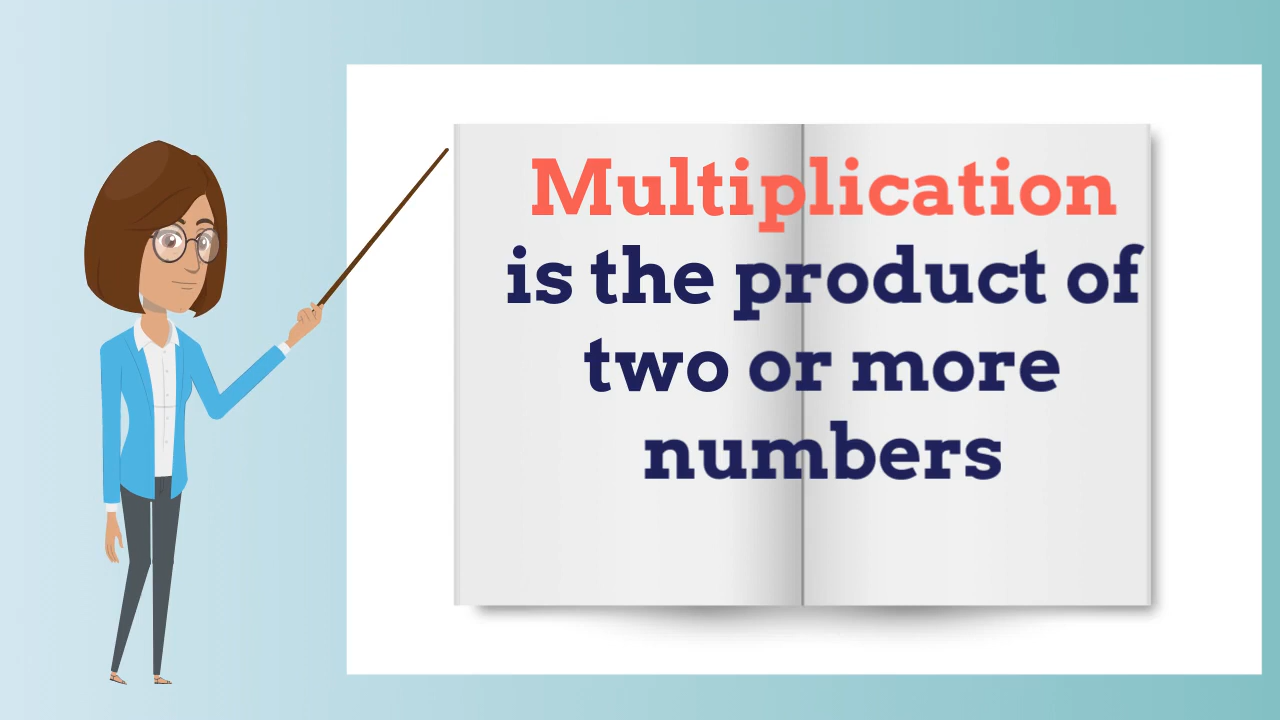 Multiplication
is the product of
two or more
numbers